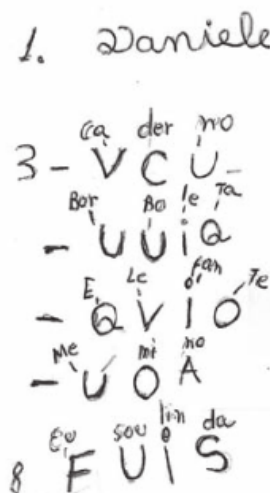 1. Daniele
Ca der no
3 - V C U -
Bor Bo le Ta
- U U i Q
E Le fan Te
- Q V I O
Me mi no
- U O A
Eu sou lin da
8. F U I S